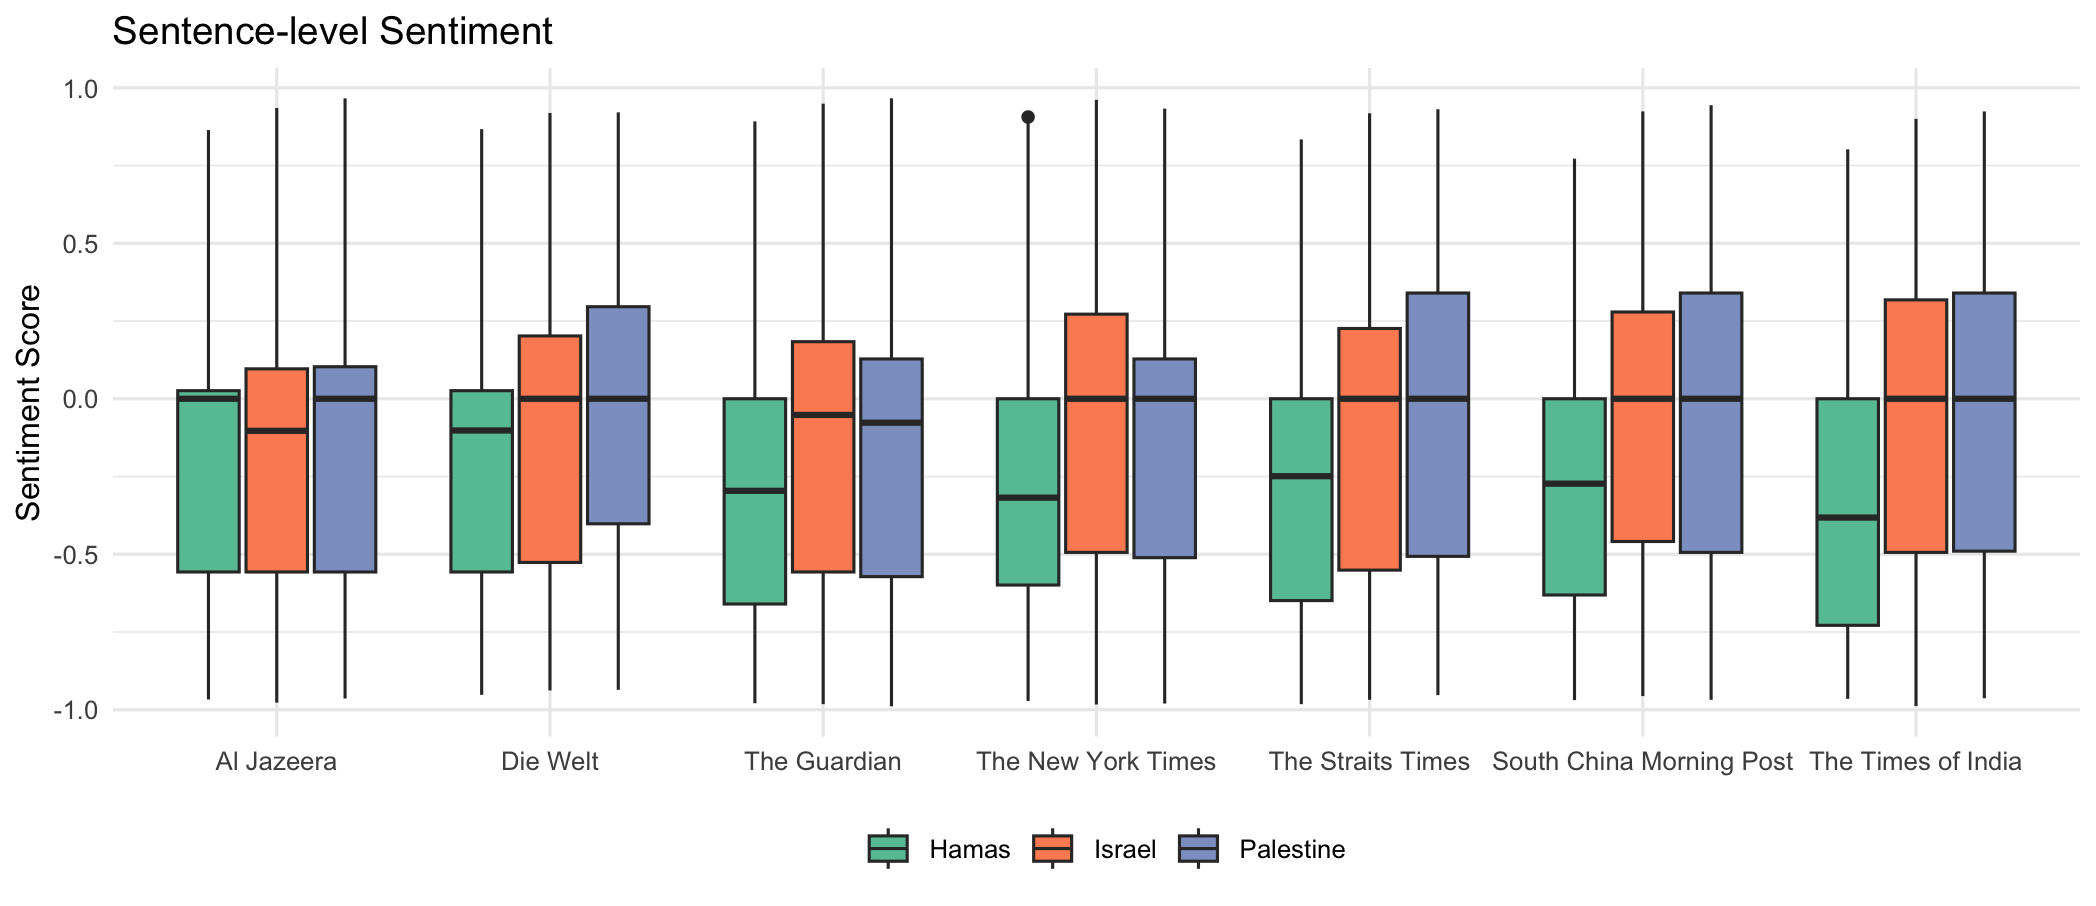 Sentence-level Sentiment
Sentiment Score
1.0
0.5
0.0
-0.5
-1.0
Al Jazeera Die Welt The Guardian The New York Times The Straits Times South China Morning Post The Times of India
Hamas Israel Palestine